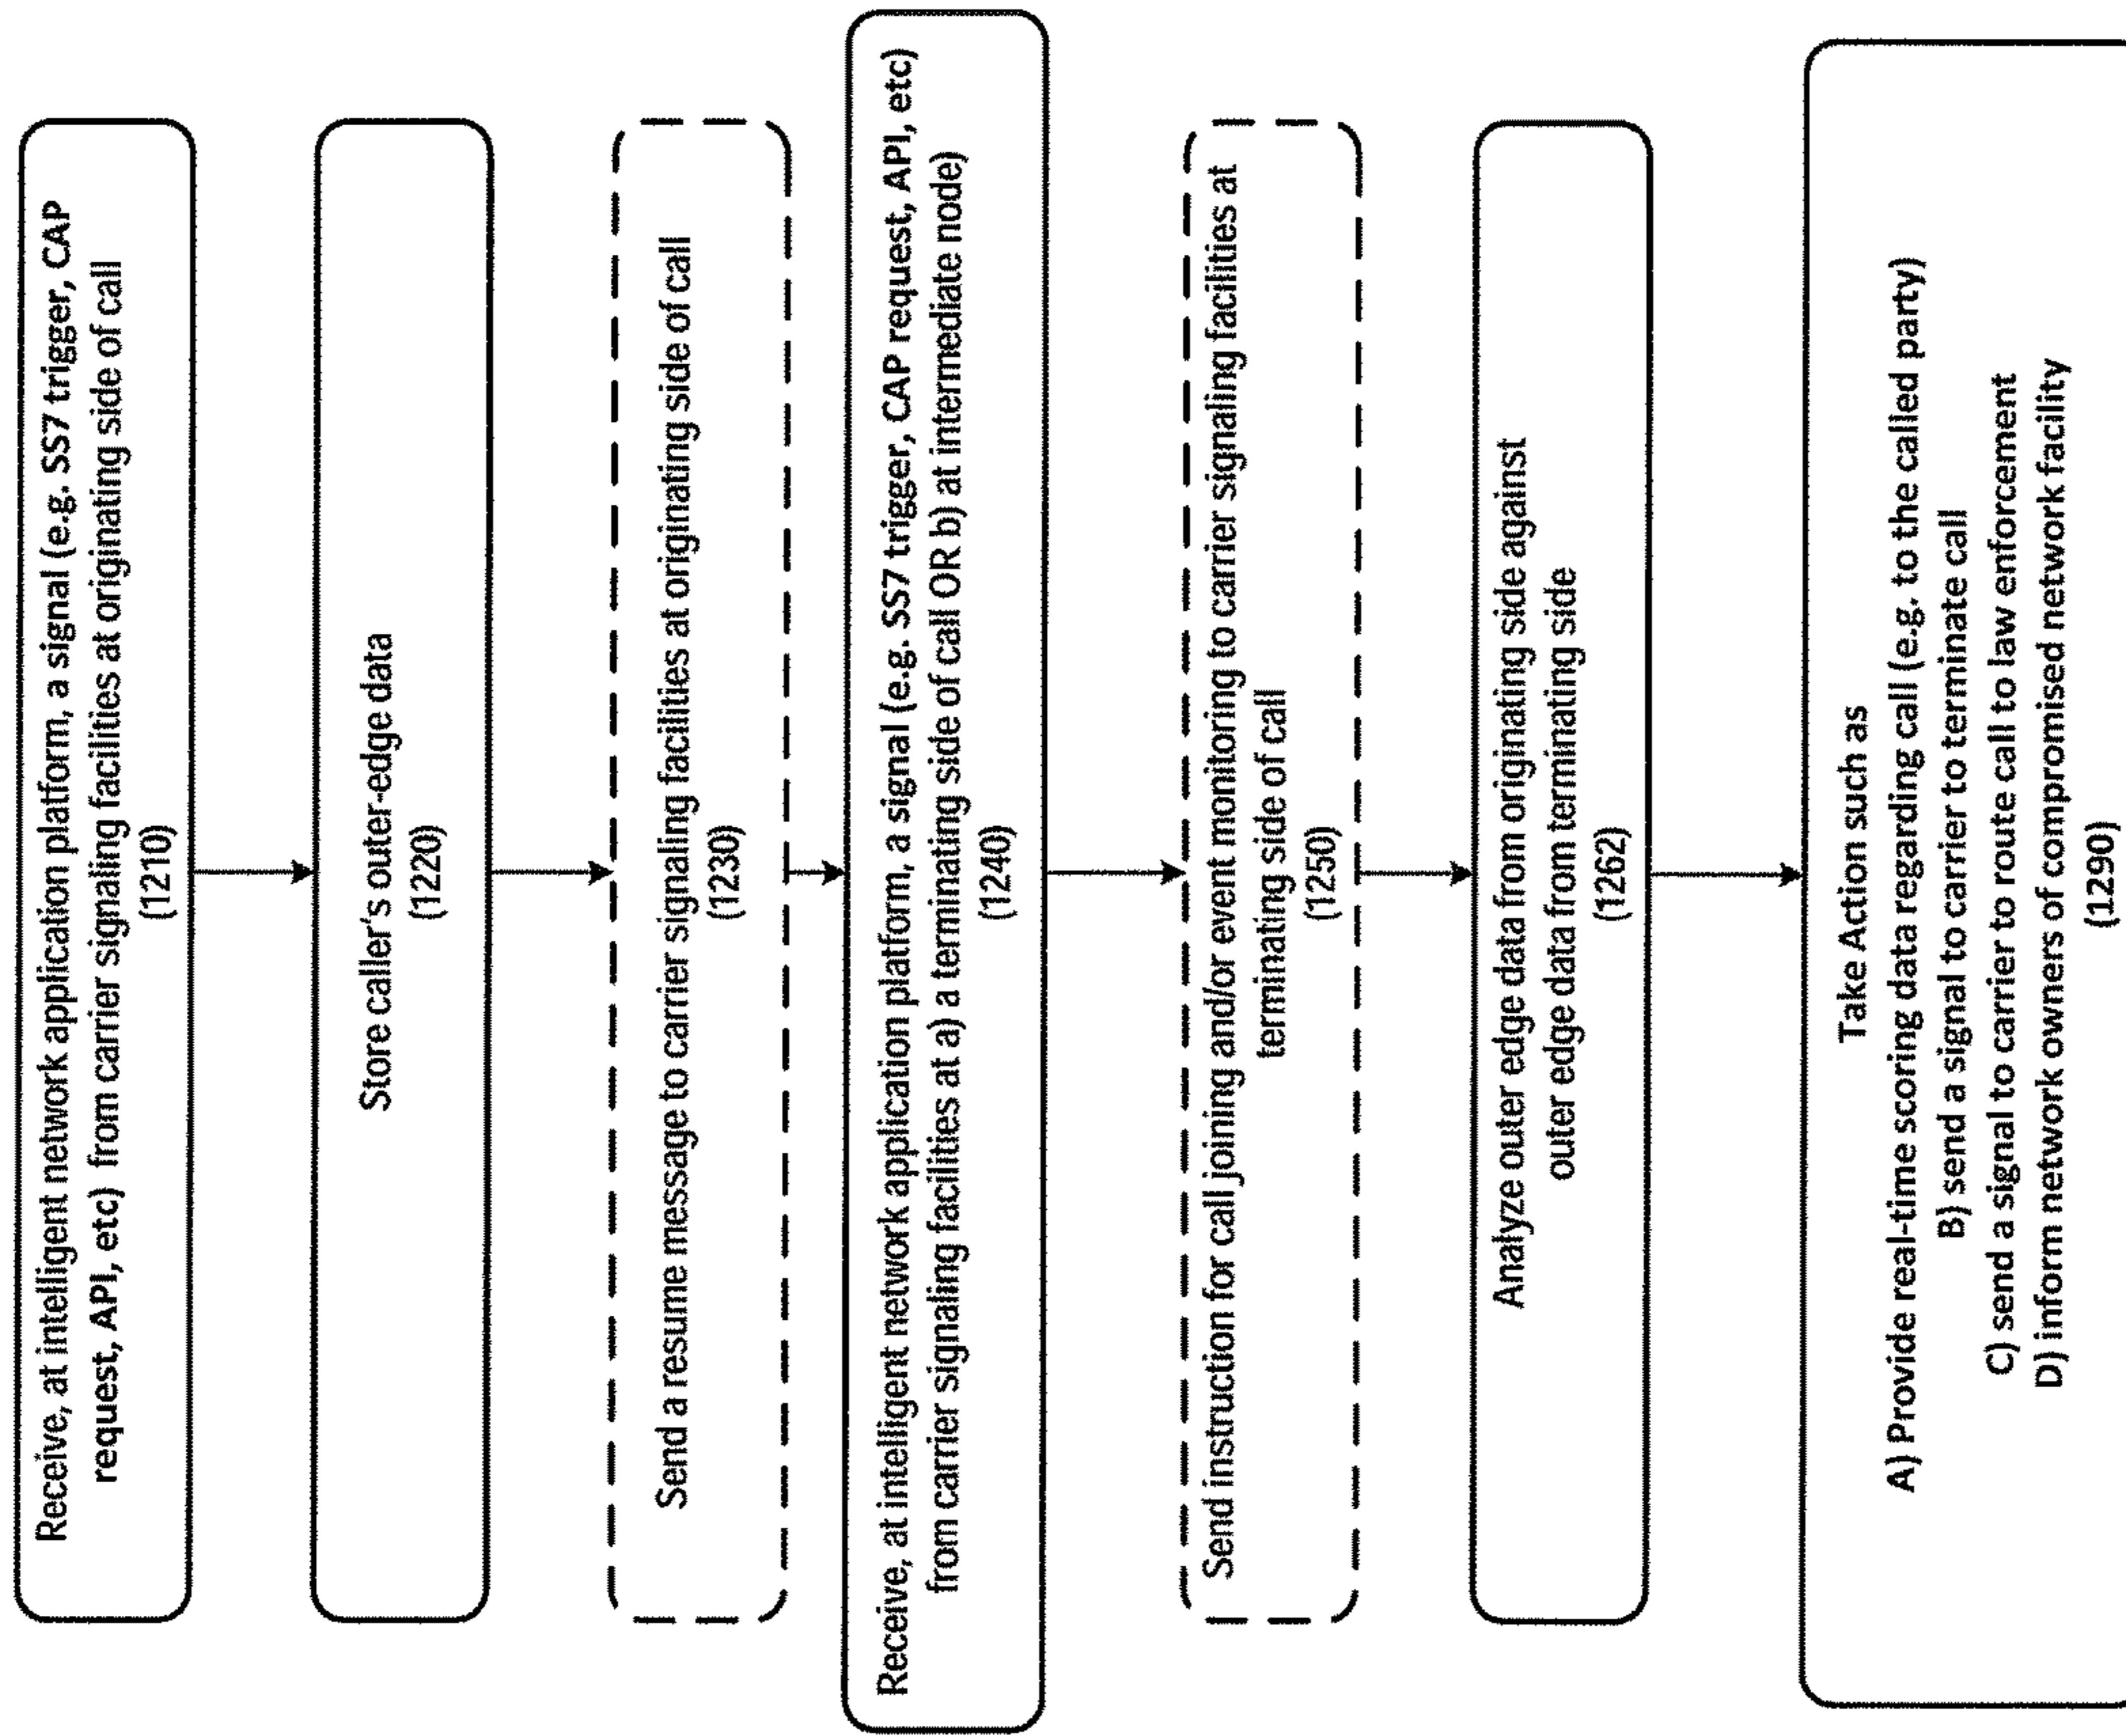 Receive, at intelligent network application platform, a signal (e.g. SS7 trigger, CAP
request, API, etc) from carrier signaling facilities at originating side of call
(1210)
Store caller's outer-edge data
(1220)
Send a resume message to carrier signaling facilities at originating side of call
(1230)
Receive, at intelligent network application platform, a signal (e.g. SS7 trigger, CAP request, API, etc)
from carrier signaling facilities at a) a terminating side of call OR b) at intermediate node)
(1240)
Send instruction for call joining and/or event monitoring to carrier signaling facilities at
terminating side of call
(1250)
Analyze outer edge data from originating side against
outer edge data from terminating side
(1262)
Take Action such as
A) Provide real-time scoring data regarding call (e.g. to the called party)
B) send a signal to carrier to terminate call
C) send a signal to carrier to route call to law enforcement
D) inform network owners of compromised network facility
(1290)